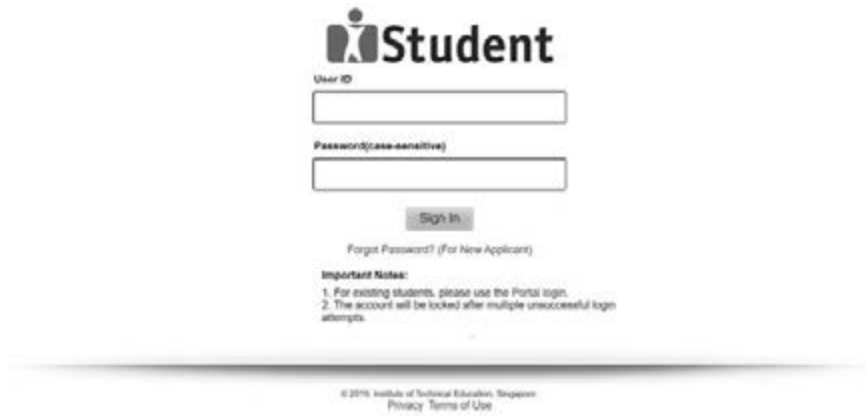 iStudent
User ID
Password(case-sensitive)
Sign In
Forgot Password? (For New Applicant)
Important Notes:
1. For existing students, please use the Portal login.
2. The account will be locked after multiple unsuccessful login
attempts.
Institute of Technical Education, Singapore.
Privacy Terms of Use